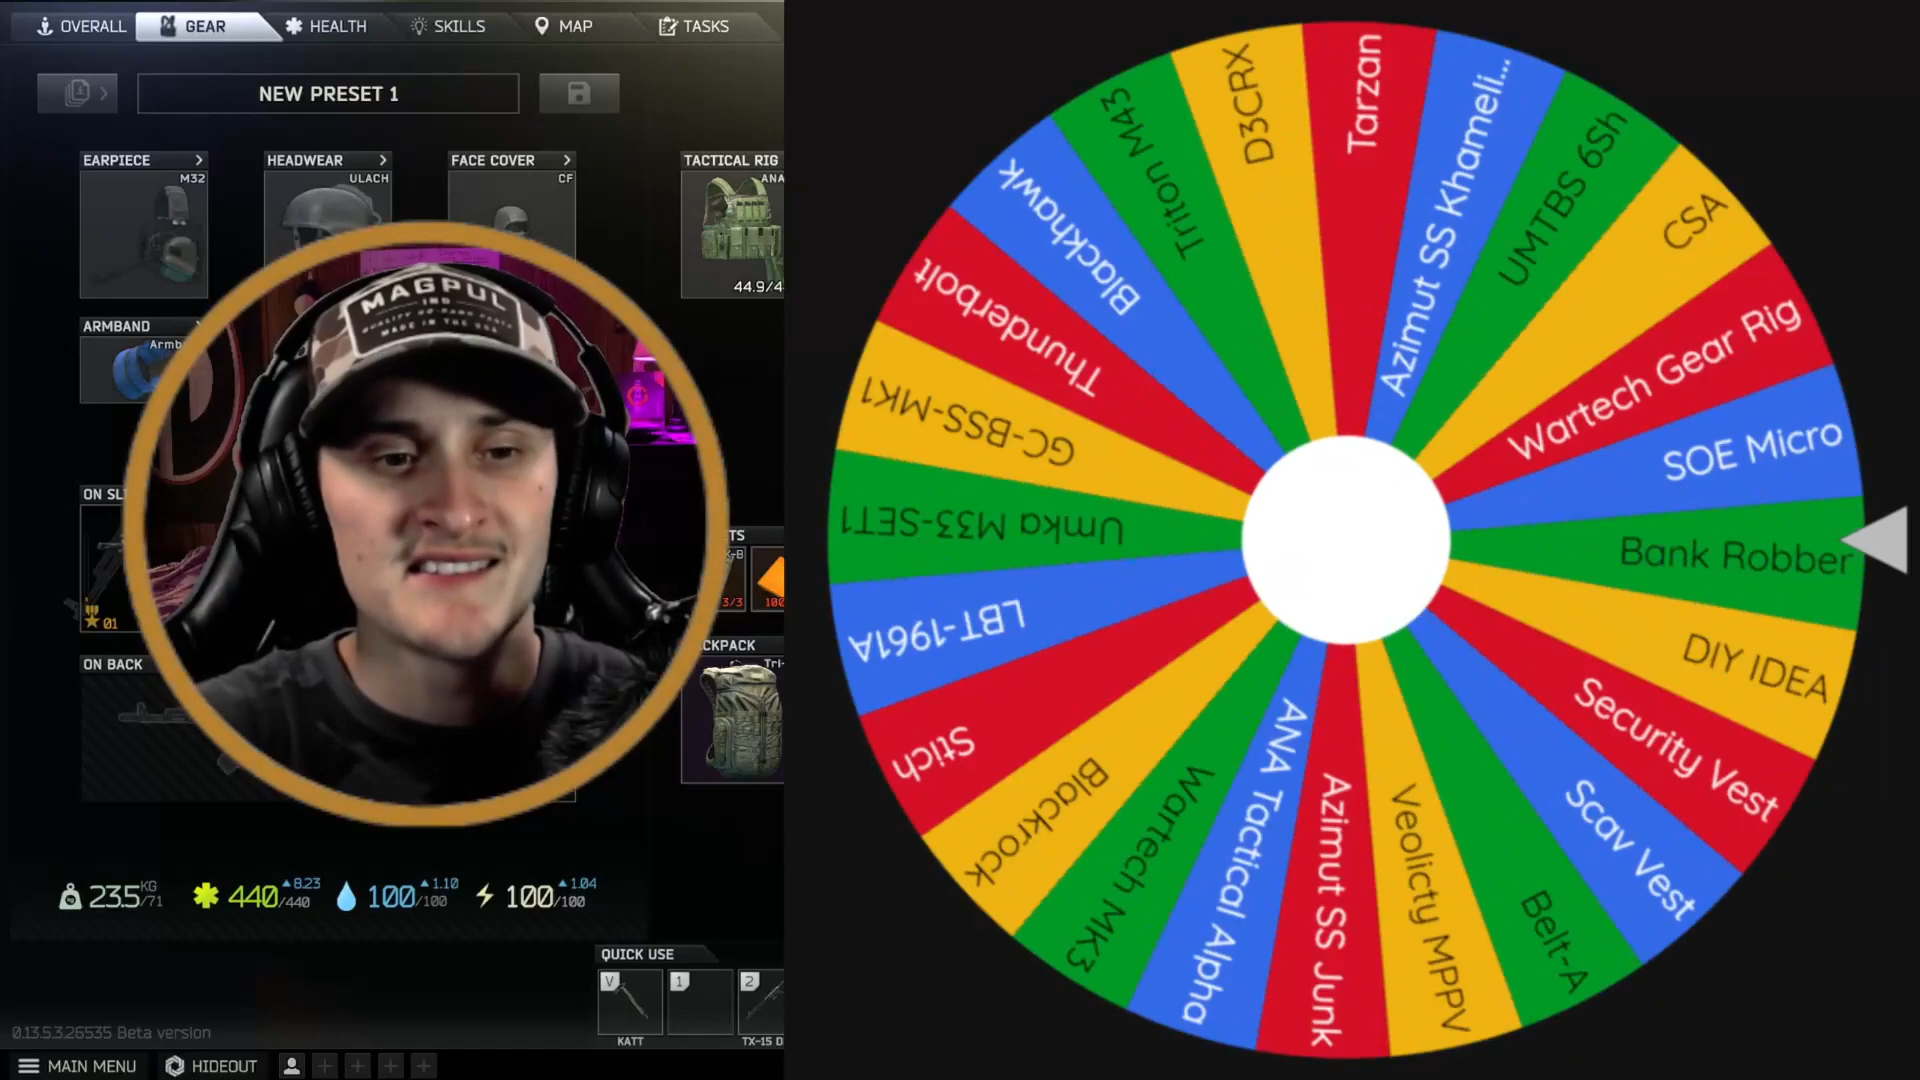 OVERALL
GEAR
HEALTH
SKILLS
MAP
TASKS
NEW PRESET 1
EARPIECE
M32
HEADWEAR
ULACH
FACE COVER
CF
TACTICAL RIG
ANA
44.9/4
MAGPUL
IND
MADE IN THE USA
ARMBAND
Armb
ON SL
01
TS
3/3
100
ON BACK
CKPACK
Tri-
23.5 KG /71
440 /440 8.23
100 /100 1.10
100 /100 1.04
QUICK USE
V
1
2
KATT
TX-15 D
0.13.5.3.26535 Beta version
MAIN MENU
HIDEOUT
Tarzan
Azimut SS Khameli...
UMTBS 6Sh
CSA
Wartech Gear Rig
SOE Micro
Bank Robber
DIY IDEA
Security Vest
Scav Vest
Belt-A
Veolicty MPPV
Azimut SS Junk
ANA Tactical Alpha
Wartech MK3
Blackrock
Stich
LBT-1961A
Umka M33-SET1
GC-BSS-MK1
Thunderbolt
Blackhawk
Triton M43
D3CRX